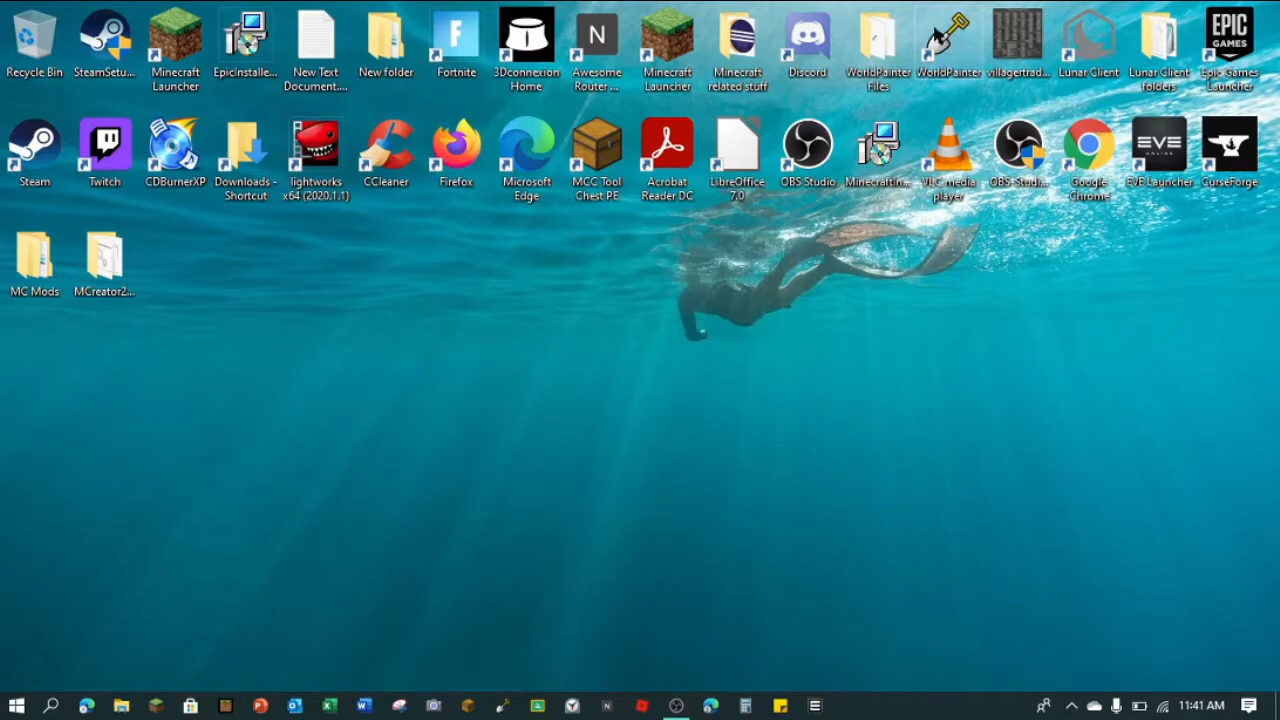 Recycle Bin
SteamSetu...
Minecraft
Launcher
EpicInstalle...
New Text
Document....
New folder
Fortnite
3Dconnexion
Home
N
Awesome
Router ...
Minecraft
Launcher
Minecraft
related stuff
Discord
WorldPainter
Files
WorldPainter
villagertrad...
Lunar Client
Lunar Client
folders
EPIC
GAMES
Epic Games
Launcher
Steam
Twitch
CDBurnerXP
Downloads -
Shortcut
lightworks
x64 (2020.1.1)
CCleaner
Firefox
Microsoft
Edge
MCC Tool
Chest PE
Acrobat
Reader DC
LibreOffice
7.0
OBS Studio
MinecraftIn...
VLC media
player
OBS-Studi...
Google
Chrome
EVE
ONLINE
EVE Launcher
CurseForge
MC Mods
MCreator2...
11:41 AM